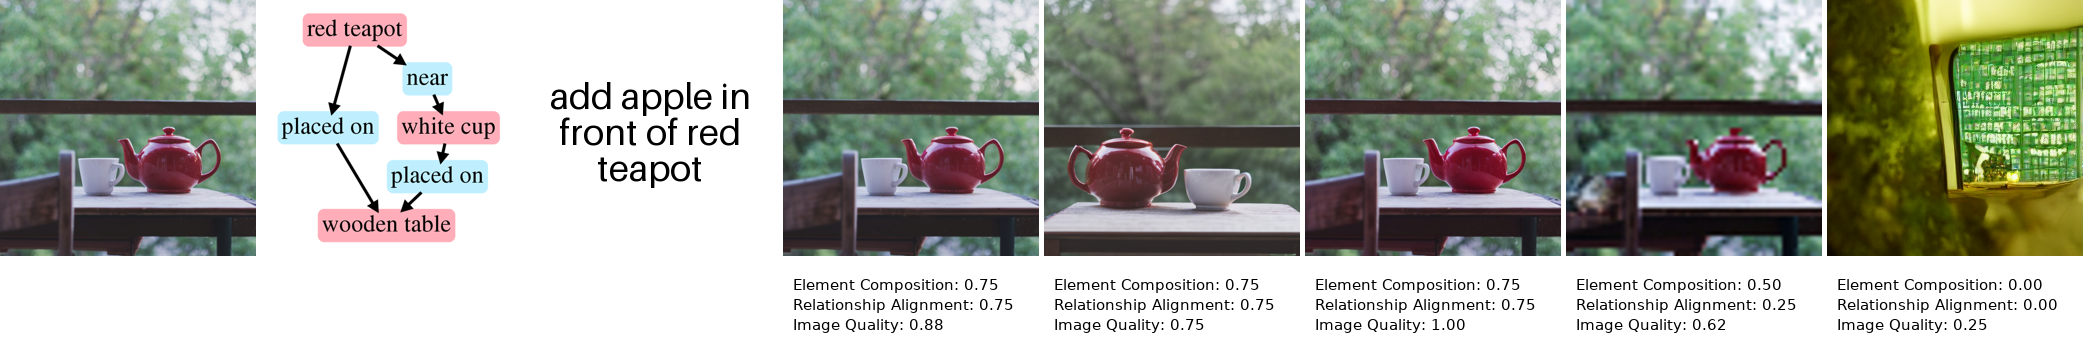 red teapot
near
placed on
white cup
placed on
wooden table
add apple in
front of red
teapot
Element Composition: 0.75
Relationship Alignment: 0.75
Image Quality: 0.88
Element Composition: 0.75
Relationship Alignment: 0.75
Image Quality: 0.75
Element Composition: 0.75
Relationship Alignment: 0.75
Image Quality: 1.00
Element Composition: 0.50
Relationship Alignment: 0.25
Image Quality: 0.62
Element Composition: 0.00
Relationship Alignment: 0.00
Image Quality: 0.25